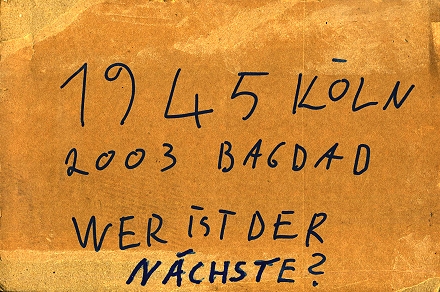 1945 KÖLN
2003 BAGDAD
WER iST DER
NÄCHSTE?